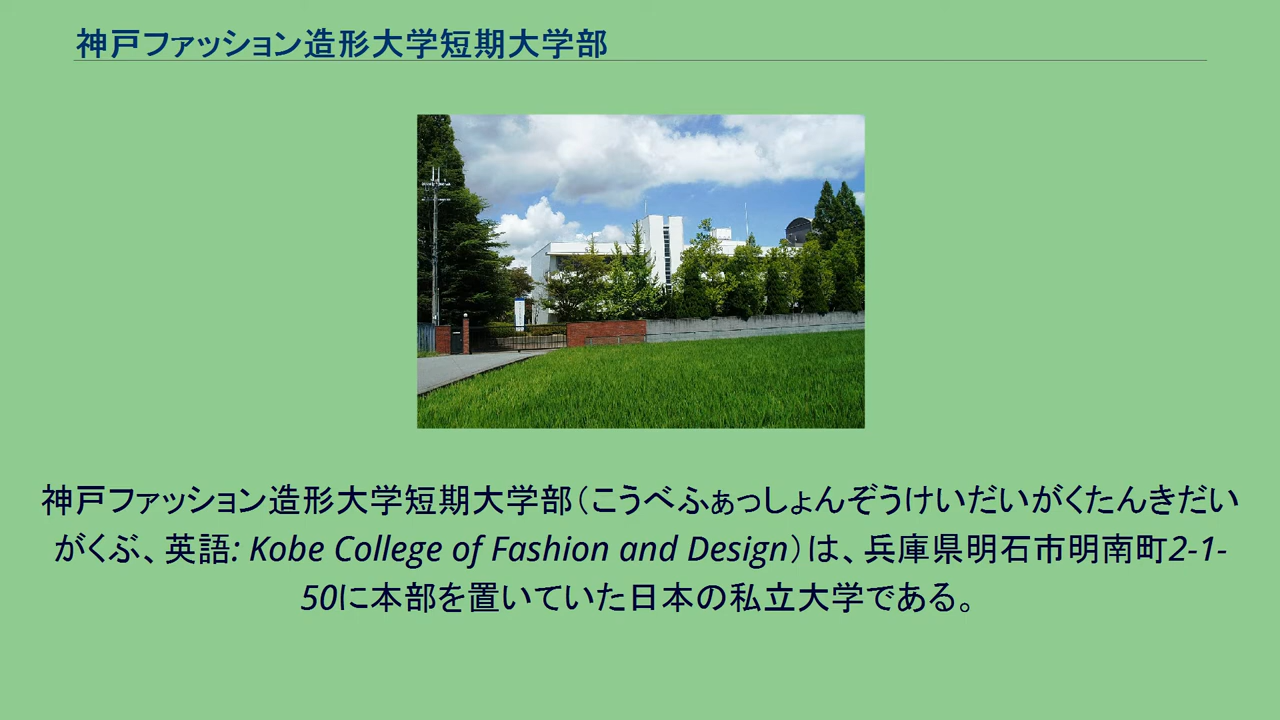 神戸ファッション造形大学短期大学部
神戸ファッション造形大学短期大学部（こうべふぁっしょんぞうけいだいがくたんきだい
がくぶ、英語: Kobe College of Fashion and Design）は、兵庫県明石市明南町2-1-
50に本部を置いていた日本の私立大学である。